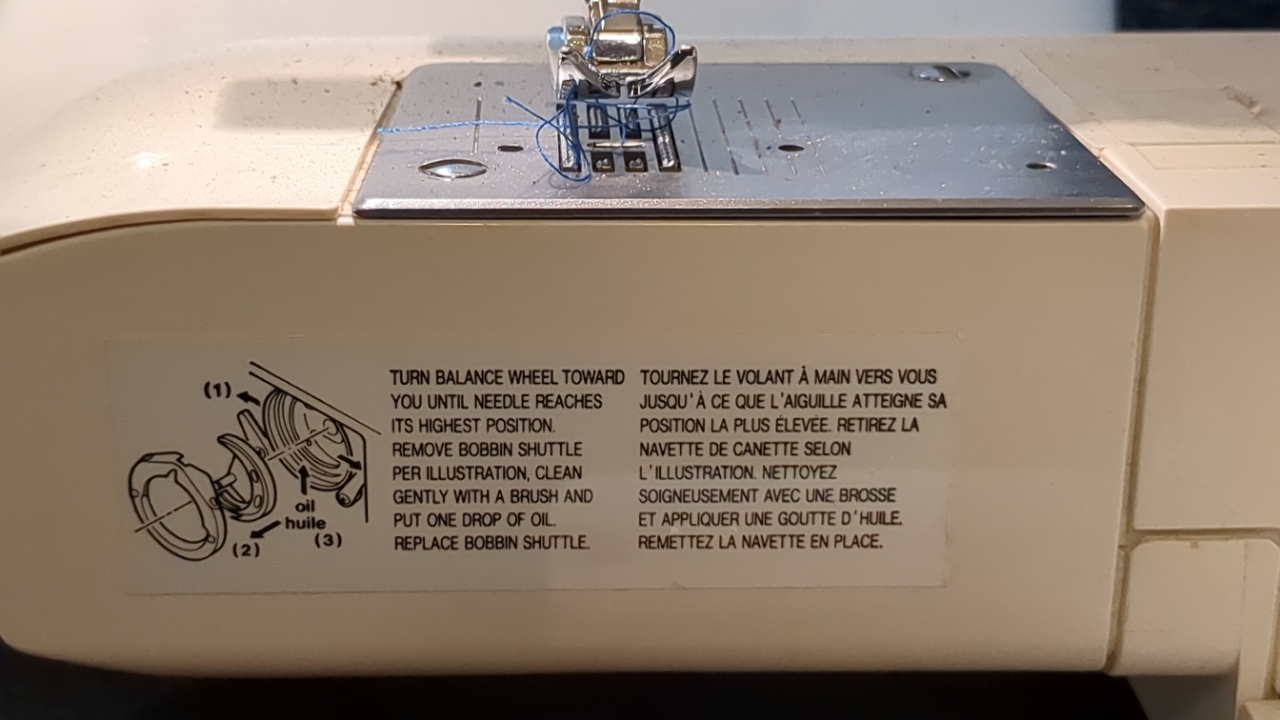 (1)
oil
huile
(2)
(3)
TURN BALANCE WHEEL TOWARD
YOU UNTIL NEEDLE REACHES
ITS HIGHEST POSITION.
REMOVE BOBBIN SHUTTLE
PER ILLUSTRATION, CLEAN
GENTLY WITH A BRUSH AND
PUT ONE DROP OF OIL.
REPLACE BOBBIN SHUTTLE.
TOURNEZ LE VOLANT À MAIN VERS VOUS
JUSQU'À CE QUE L'AIGUILLE ATTEIGNE SA
POSITION LA PLUS ÉLEVÉE. RETIREZ LA
NAVETTE DE CANETTE SELON
L'ILLUSTRATION. NETTOYEZ
SOIGNEUSEMENT AVEC UNE BROSSE
ET APPLIQUER UNE GOUTTE D'HUILE.
REMETTEZ LA NAVETTE EN PLACE.